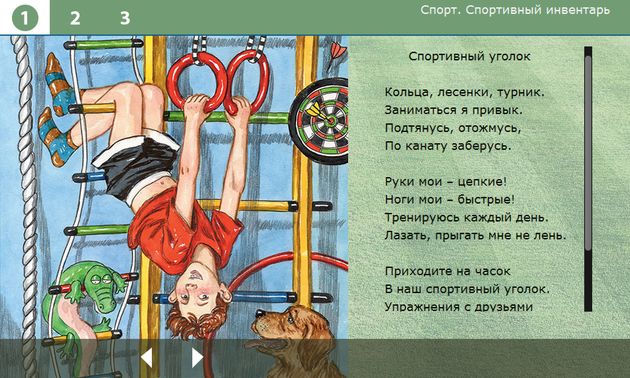 1 2 3
Спорт. Спортивный инвентарь
Спортивный уголок
Кольца, лесенки, турник.
Заниматься я привык.
Подтянусь, отожмусь,
По канату заберусь.
Руки мои – цепкие!
Ноги мои – быстрые!
Тренируюсь каждый день.
Лазать, прыгать мне не лень.
Приходите на часок
В наш спортивный уголок.
Упражнения с друзьями